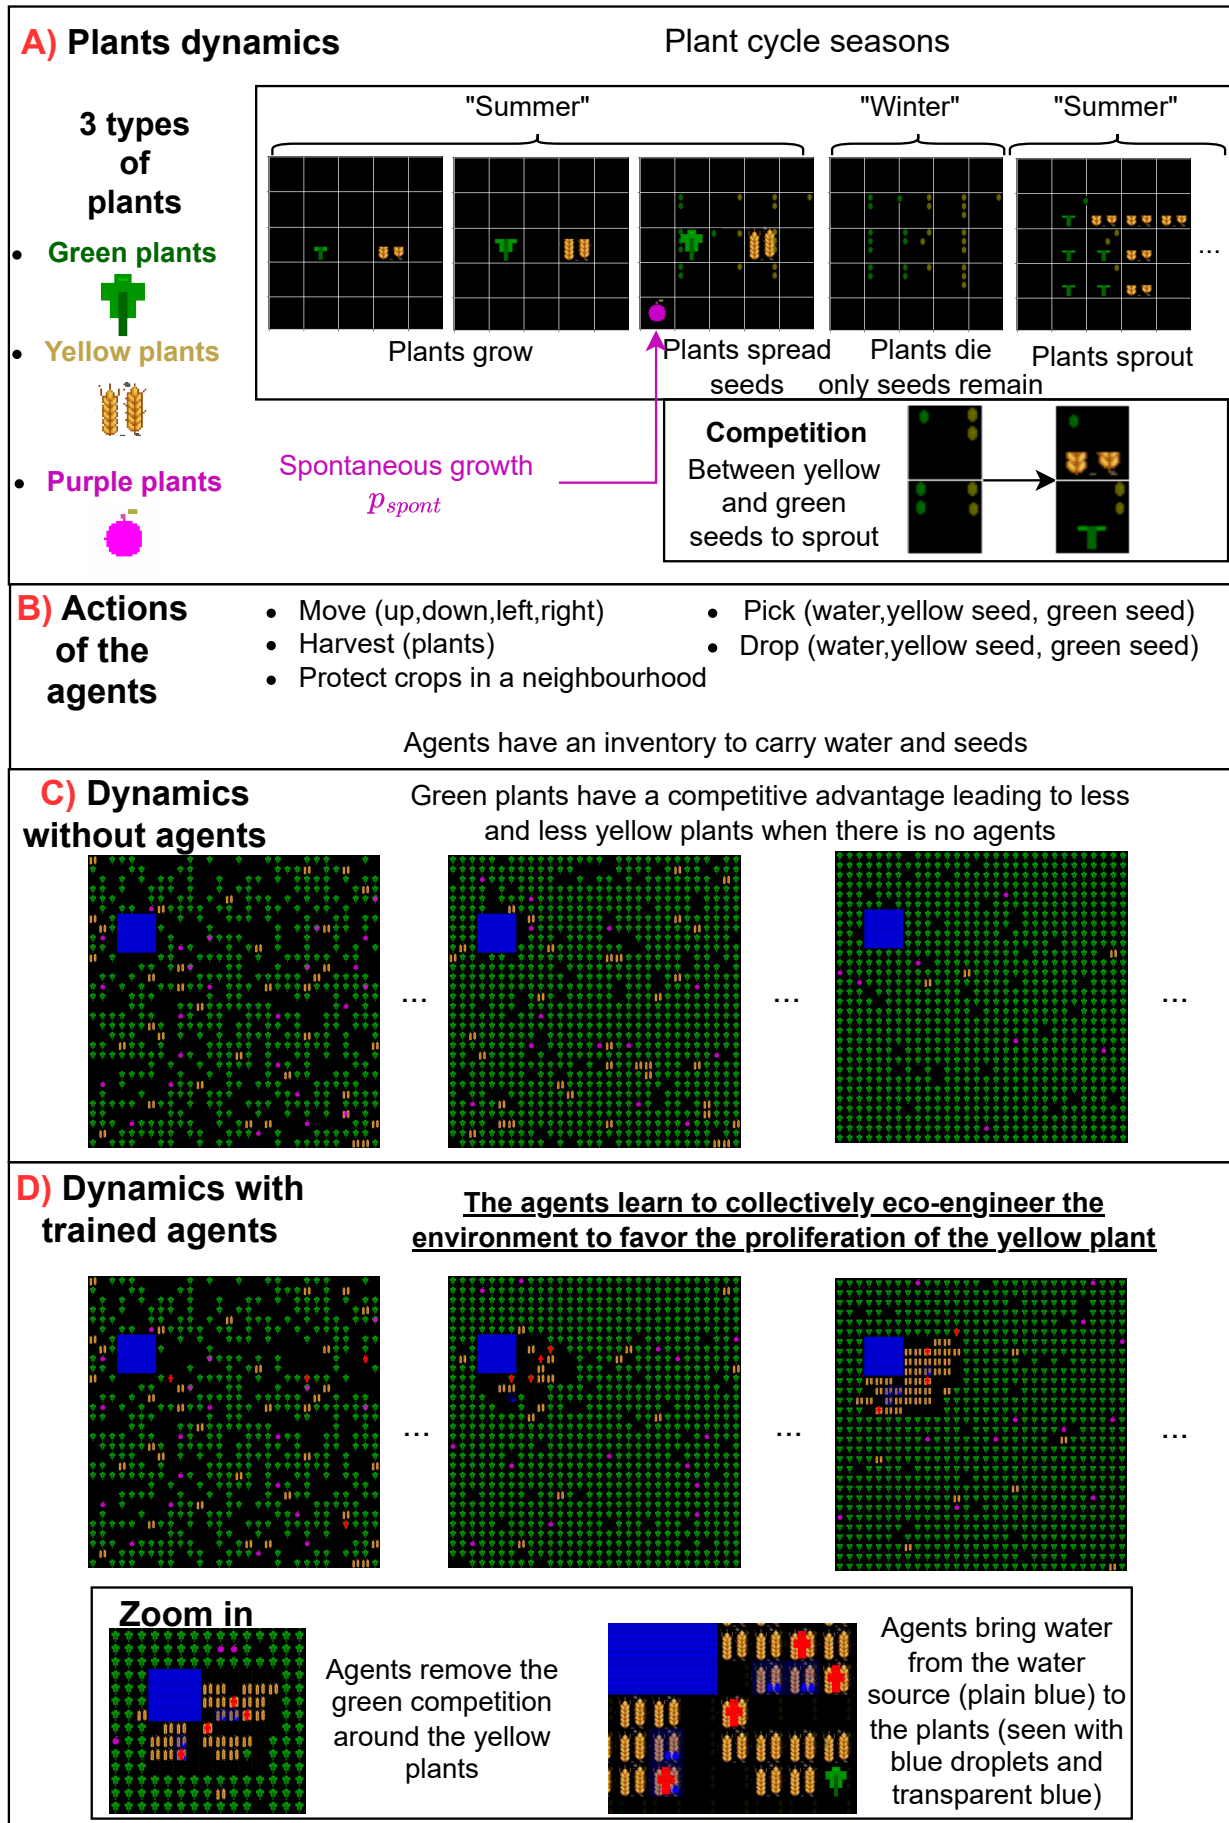 A) Plants dynamics
Plant cycle seasons
3 types
of
plants
• Green plants
• Yellow plants
• Purple plants
"Summer"
"Winter"
"Summer"
...
Plants grow
Plants spread
seeds
Plants die
only seeds remain
Plants sprout
Spontaneous growth
p_spont
Competition
Between yellow
and green
seeds to sprout
B) Actions
of the
agents
• Move (up,down,left,right)
• Harvest (plants)
• Protect crops in a neighbourhood
• Pick (water,yellow seed, green seed)
• Drop (water,yellow seed, green seed)
Agents have an inventory to carry water and seeds
C) Dynamics
without agents
Green plants have a competitive advantage leading to less
and less yellow plants when there is no agents
...
...
...
D) Dynamics with
trained agents
The agents learn to collectively eco-engineer the
environment to favor the proliferation of the yellow plant
...
...
...
Zoom in
Agents remove the
green competition
around the yellow
plants
Agents bring water
from the water
source (plain blue) to
the plants (seen with
blue droplets and
transparent blue)